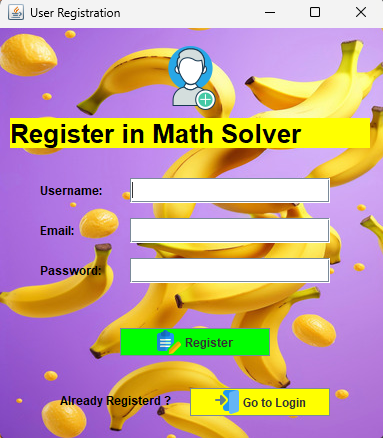 User Registration
Register in Math Solver
Username:
Email:
Password:
Register
Already Registerd ?
Go to Login